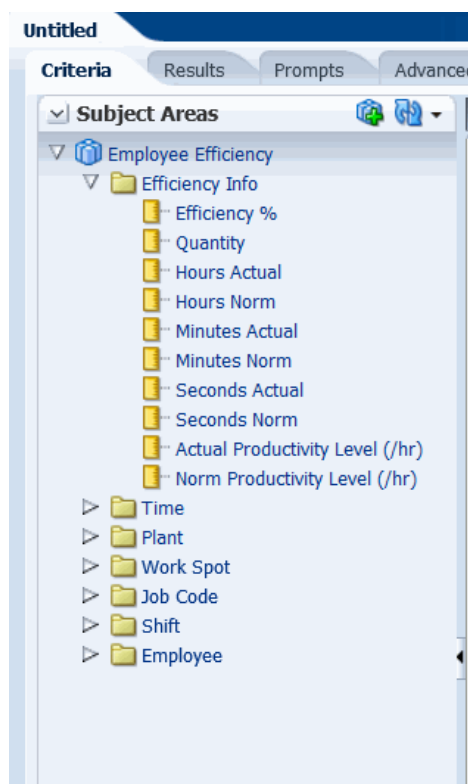 Untitled
Criteria Results Prompts Advanced
Subject Areas
Employee Efficiency
Efficiency Info
Efficiency %
Quantity
Hours Actual
Hours Norm
Minutes Actual
Minutes Norm
Seconds Actual
Seconds Norm
Actual Productivity Level (/hr)
Norm Productivity Level (/hr)
Time
Plant
Work Spot
Job Code
Shift
Employee